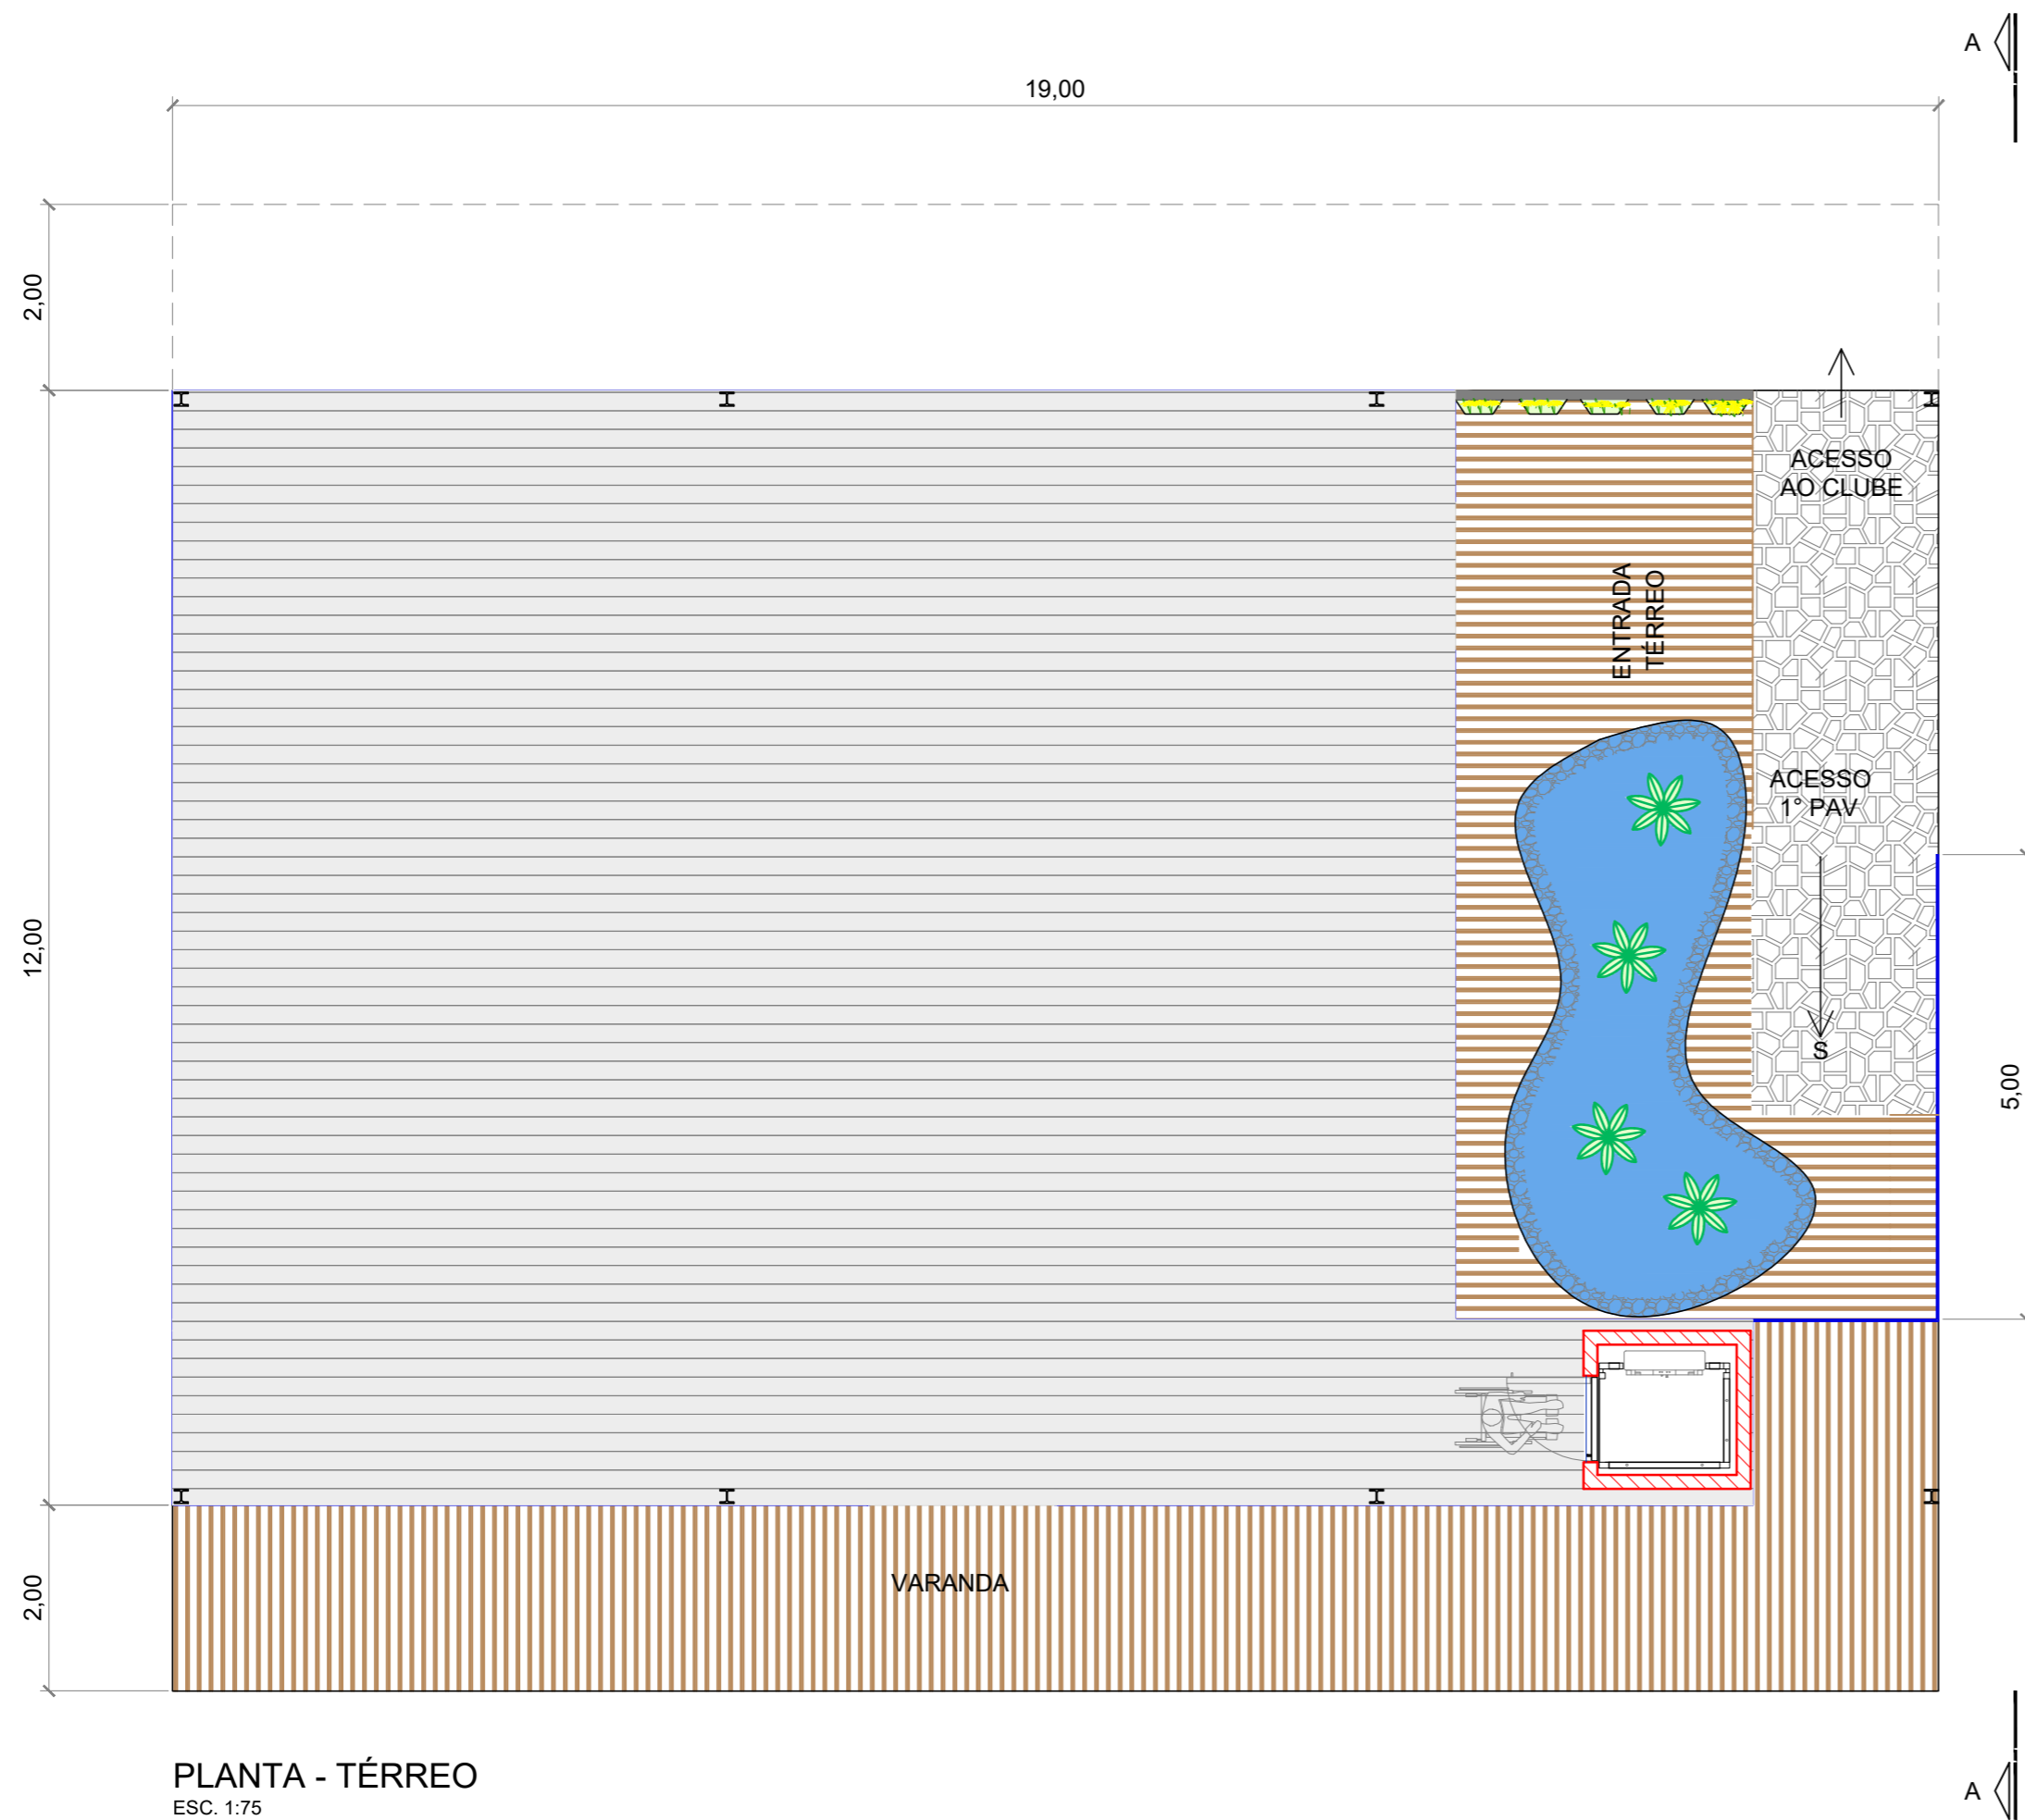 A
19,00
2,00
ACESSO
AO CLUBE
ENTRADA
TÉRREO
ACESSO
1° PAV
12,00
S
5,00
VARANDA
2,00
PLANTA - TÉRREO
ESC. 1:75
A